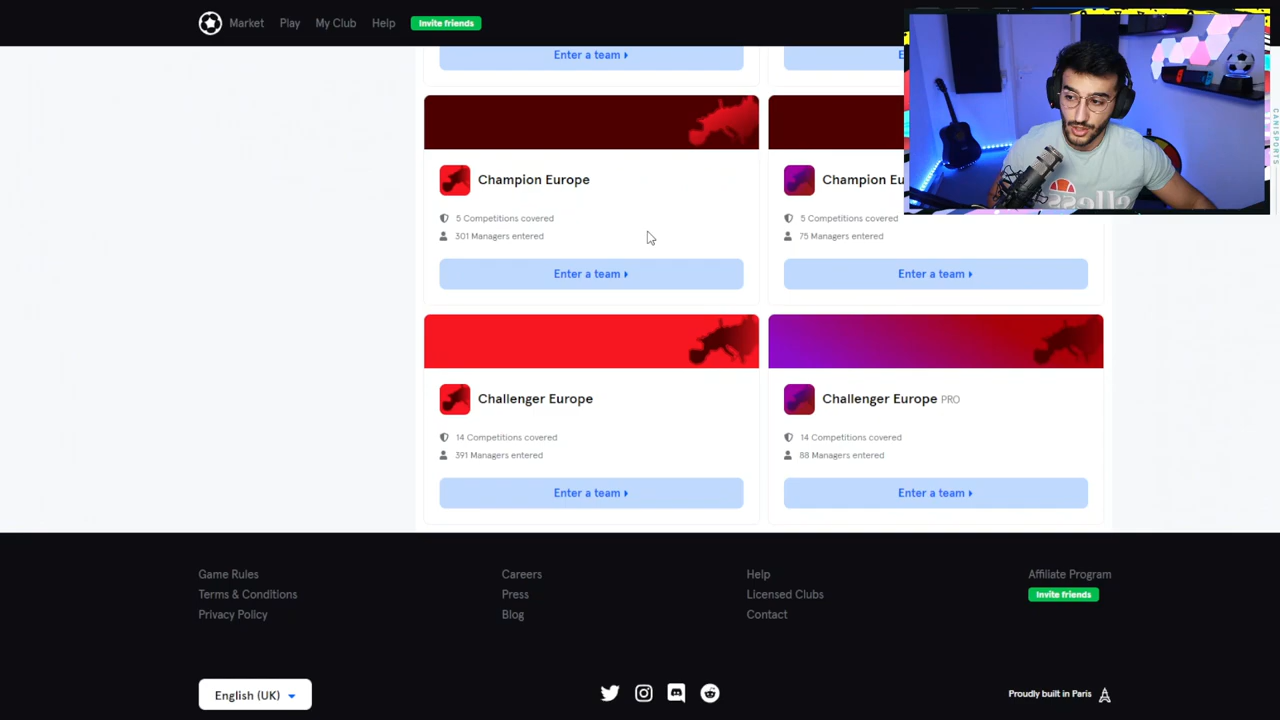 Market Play My Club Help Invite friends
Enter a team
Champion Europe
5 Competitions covered
301 Managers entered
Enter a team
Champion Eu
5 Competitions covered
75 Managers entered
Enter a team
Challenger Europe
14 Competitions covered
391 Managers entered
Enter a team
Challenger Europe PRO
14 Competitions covered
88 Managers entered
Enter a team
CANISPORTS
elless
Game Rules
Terms & Conditions
Privacy Policy
Careers
Press
Blog
Help
Licensed Clubs
Contact
Affiliate Program
Invite friends
English (UK)
Proudly built in Paris